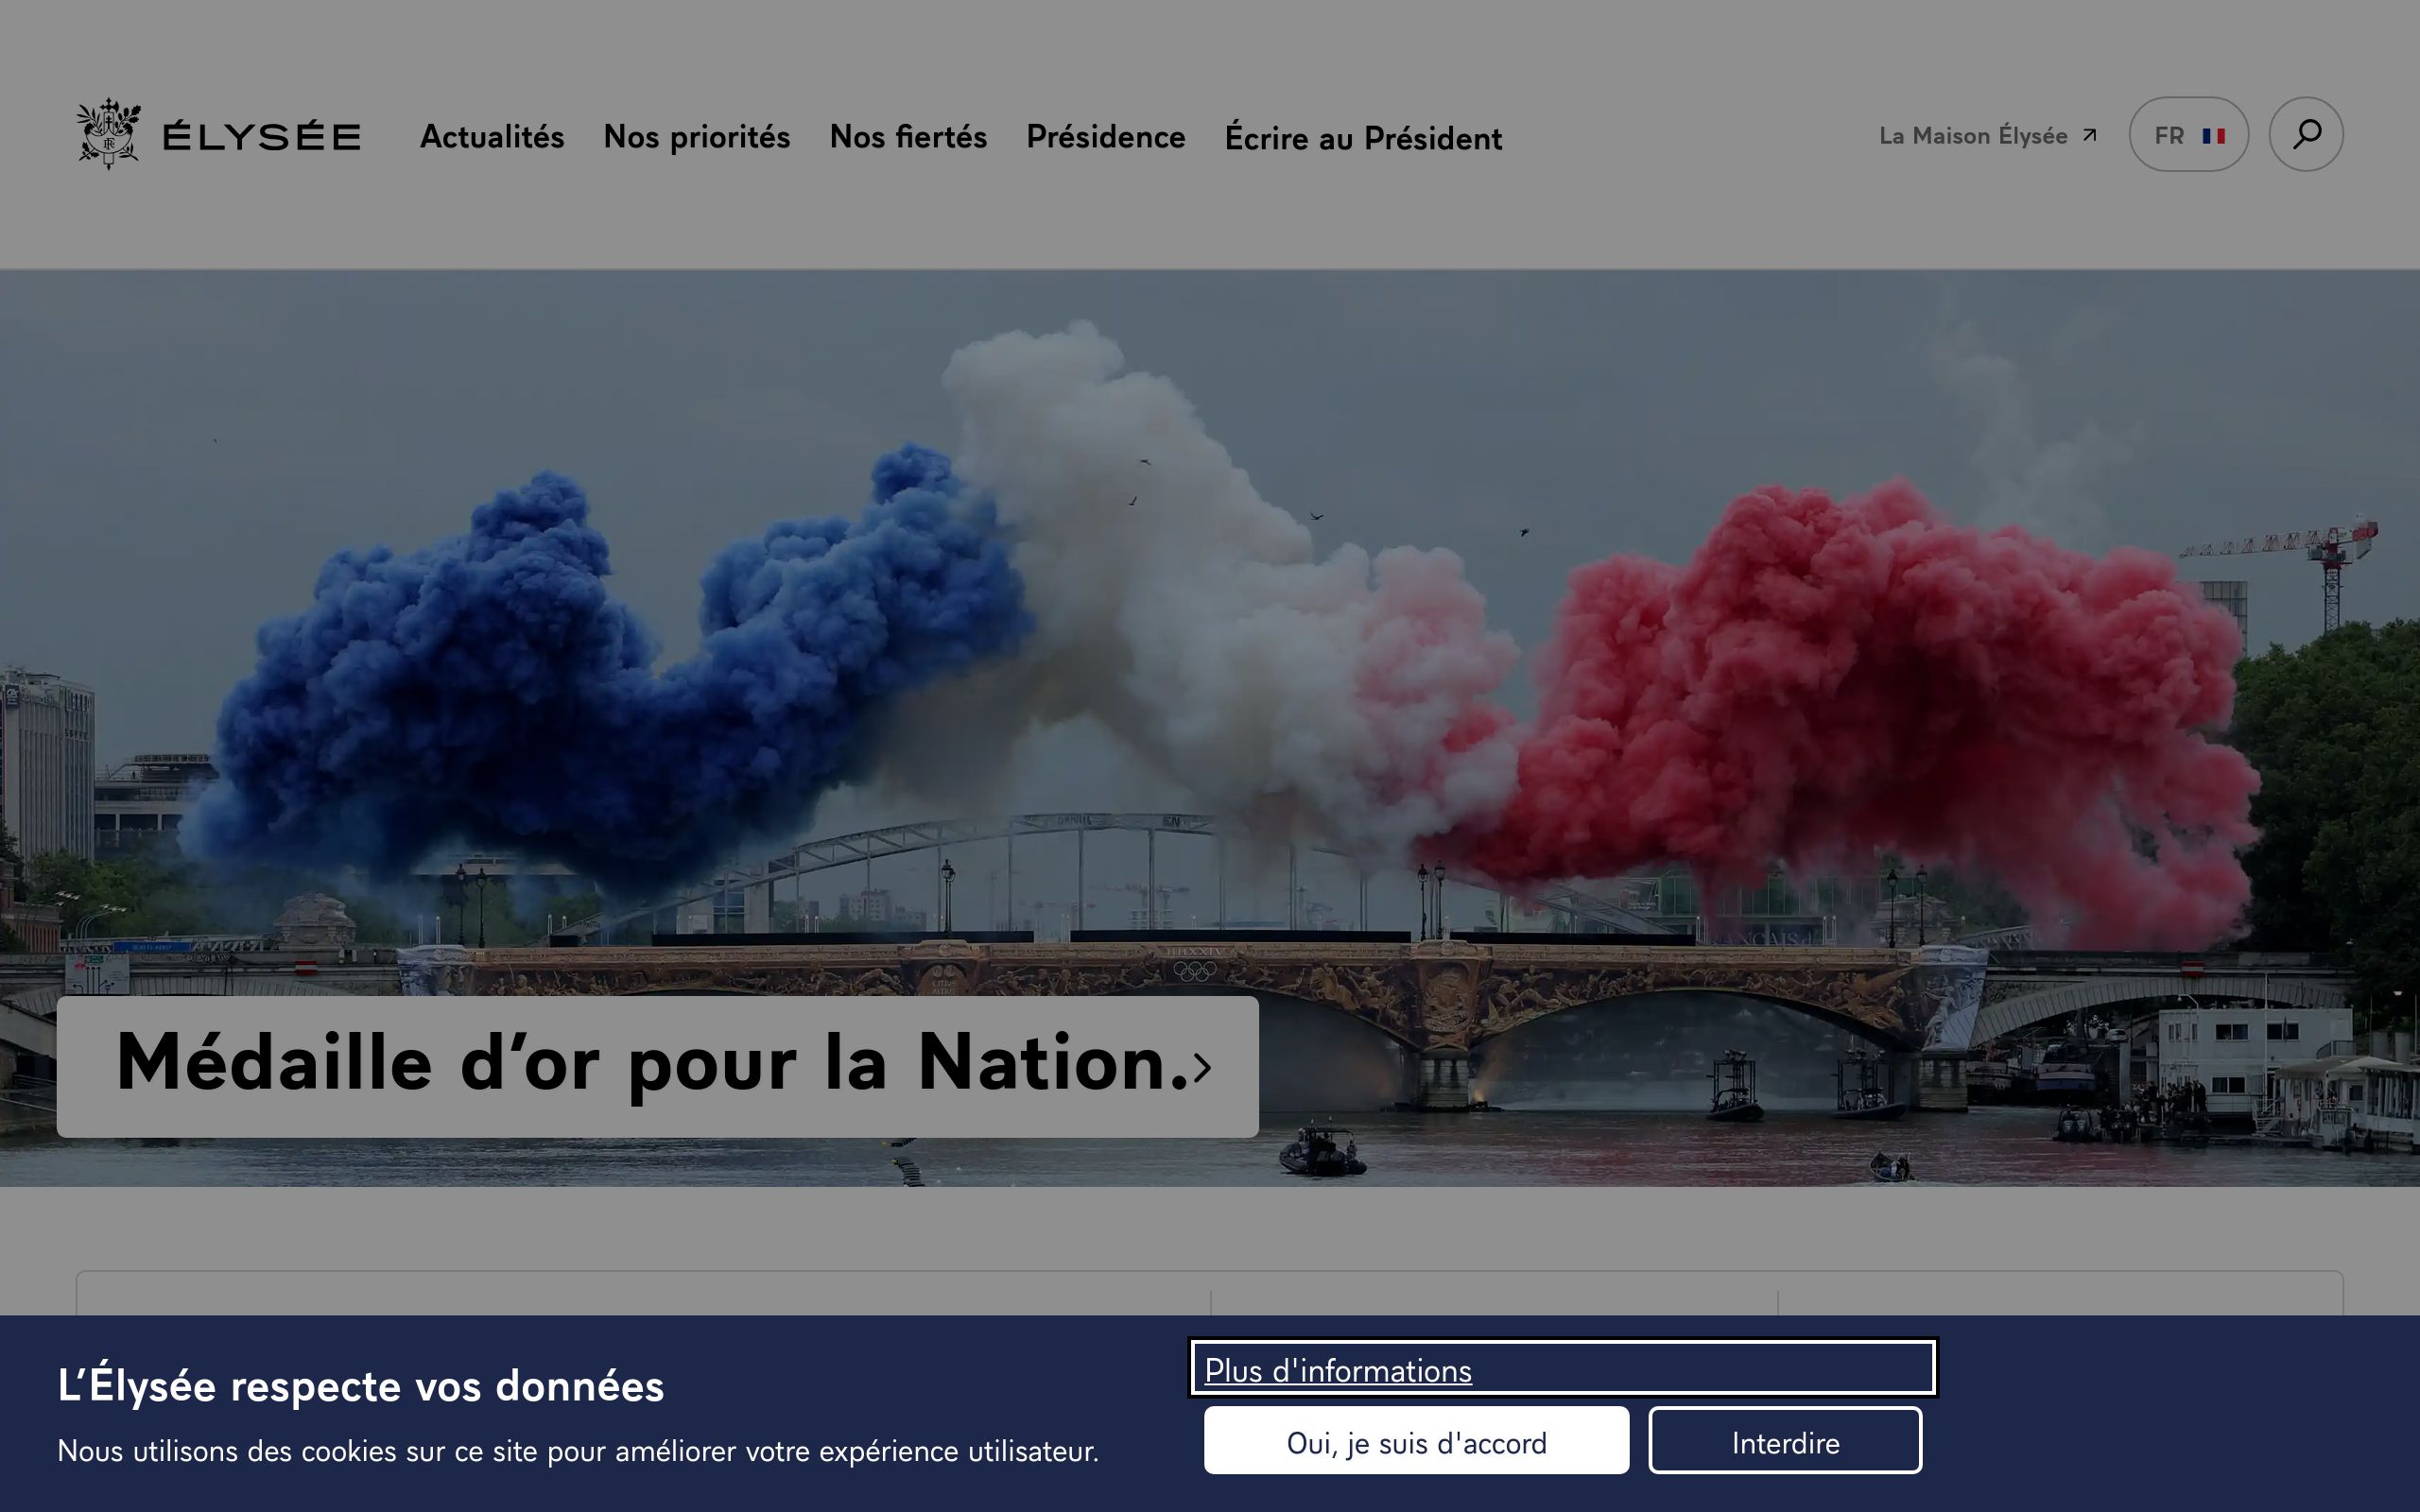 ÉLYSÉE
Actualités
Nos priorités
Nos fiertés
Présidence
Écrire au Président
La Maison Élysée
FR
Médaille d’or pour la Nation.
L’Élysée respecte vos données
Nous utilisons des cookies sur ce site pour améliorer votre expérience utilisateur.
Plus d'informations
Oui, je suis d'accord
Interdire